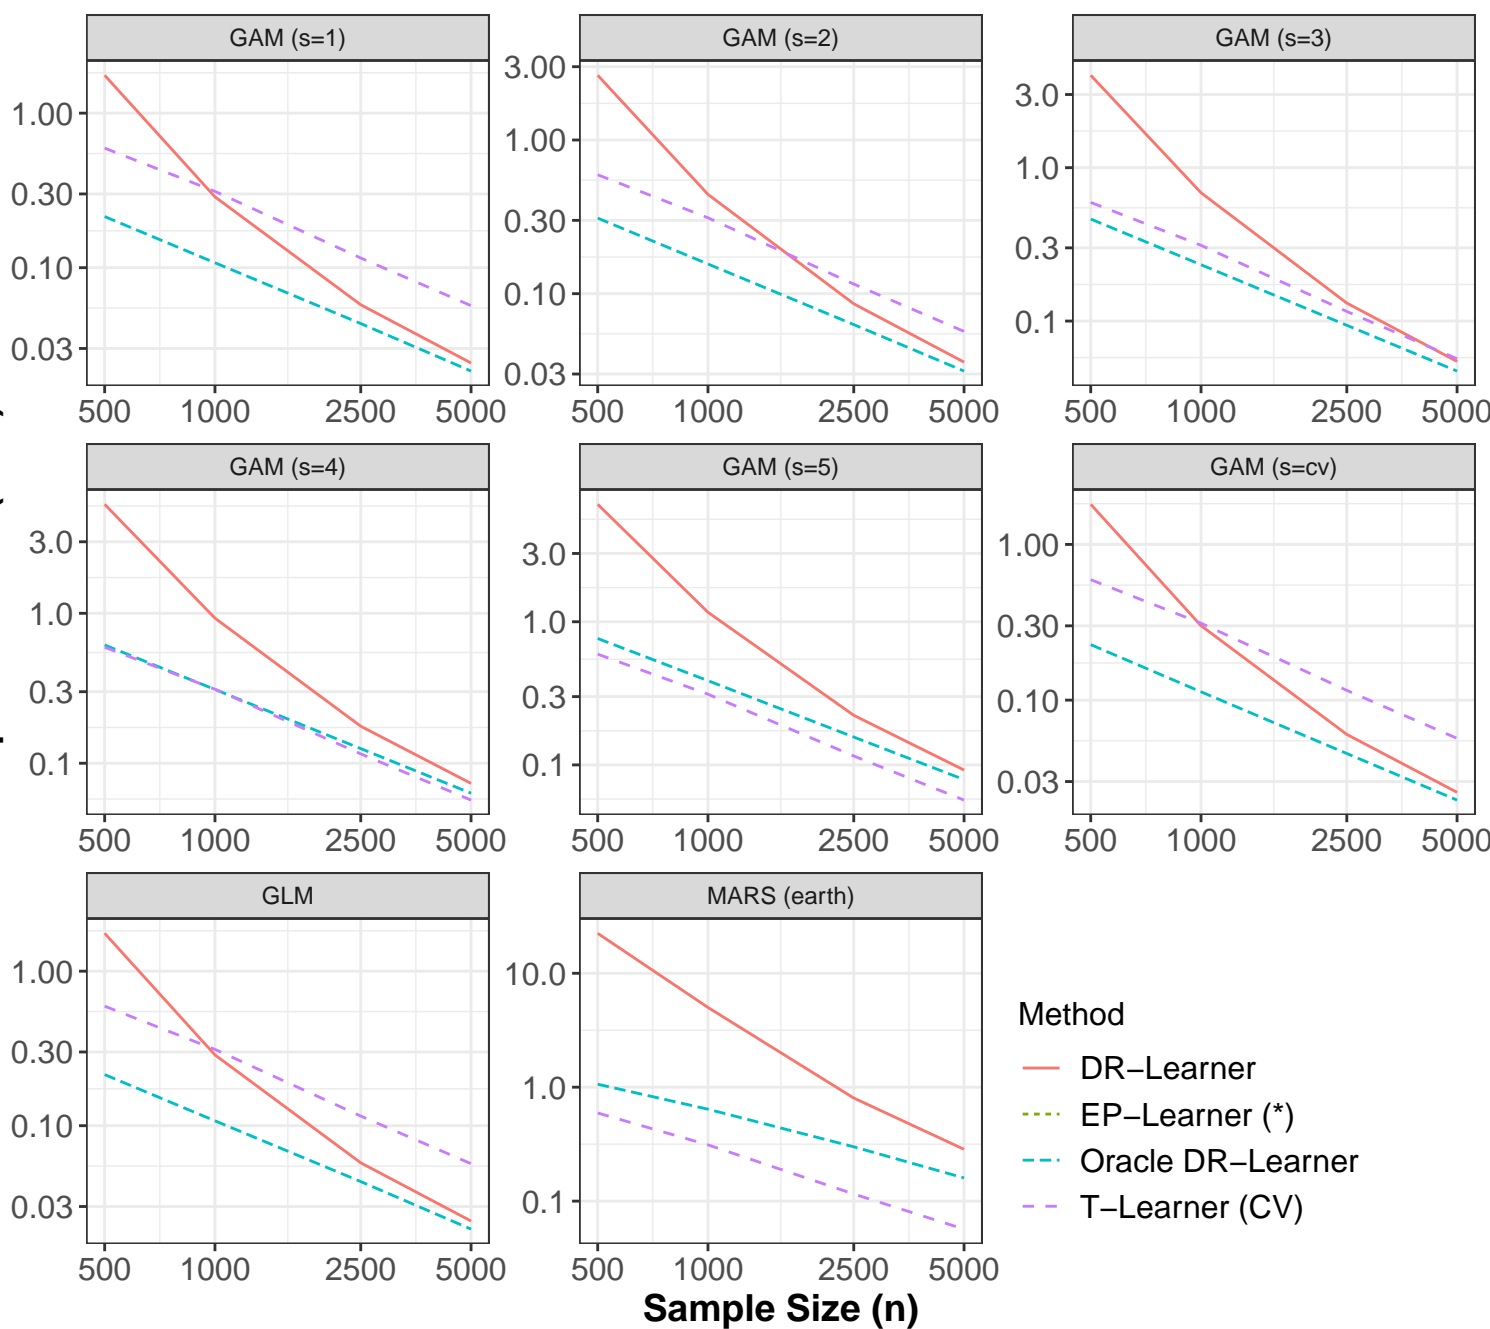 GAM (s=1)
GAM (s=2)
GAM (s=3)
1.00
0.30
0.10
0.03
3.00
1.00
0.30
0.10
0.03
3.0
1.0
0.3
0.1
500 1000 2500 5000
500 1000 2500 5000
500 1000 2500 5000
GAM (s=4)
GAM (s=5)
GAM (s=cv)
3.0
1.0
0.3
0.1
3.0
1.0
0.3
0.1
1.00
0.30
0.10
0.03
500 1000 2500 5000
500 1000 2500 5000
500 1000 2500 5000
GLM
MARS (earth)
1.00
0.30
0.10
0.03
10.0
1.0
0.1
500 1000 2500 5000
500 1000 2500 5000
Sample Size (n)
Method
DR−Learner
EP−Learner (*)
Oracle DR−Learner
T−Learner (CV)